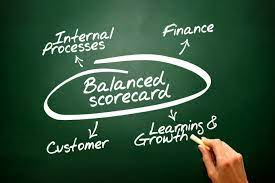 Internal
Processes
Finance
Balanced
scorecard
Customer
Learning &
Growth